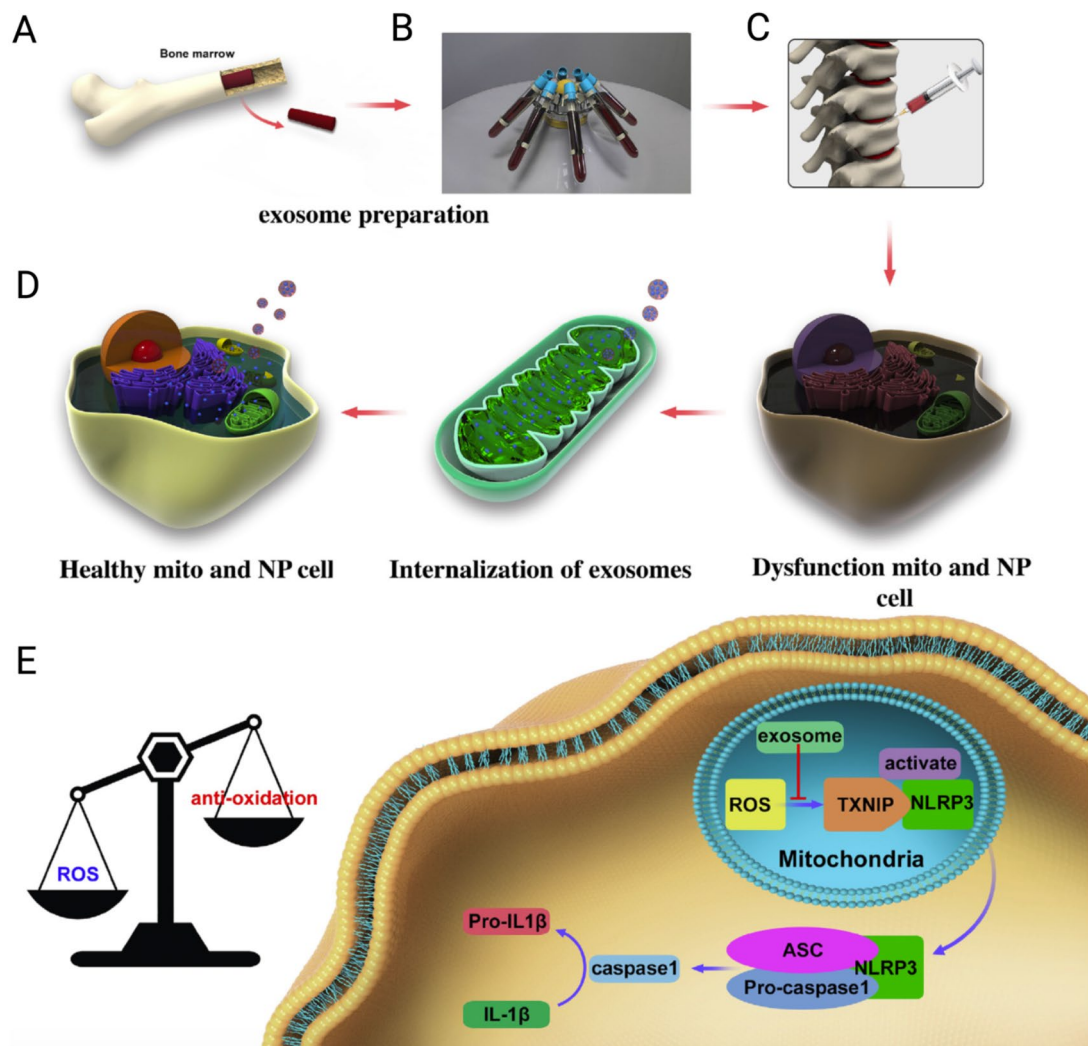 A
B
C
Bone marrow
exosome preparation
D
Healthy mito and NP cell
Internalization of exosomes
Dysfunction mito and NP
cell
E
anti-oxidation
ROS
exosome
activate
ROS
TXNIP
NLRP3
Mitochondria
Pro-IL1β
caspase1
IL-1β
ASC
NLRP3
Pro-caspase1